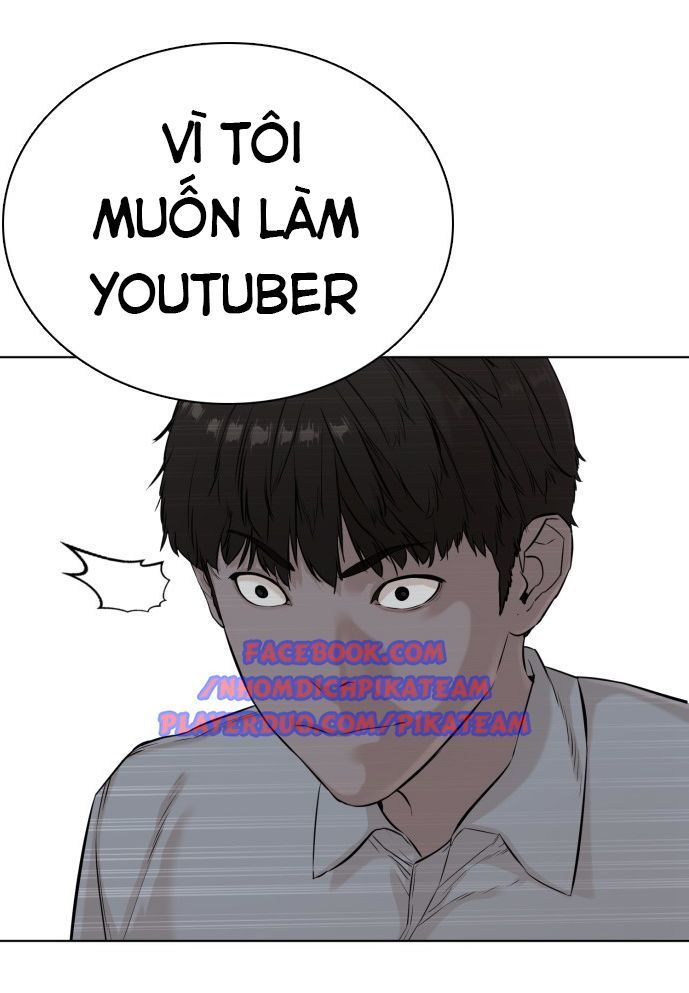 VÌ TÔI
MUỐN LÀM
YOUTUBER
FACEBOOK.COM
/NHOMDICHPIKATEAM
PLAYERDUO.COM/PIKATEAM